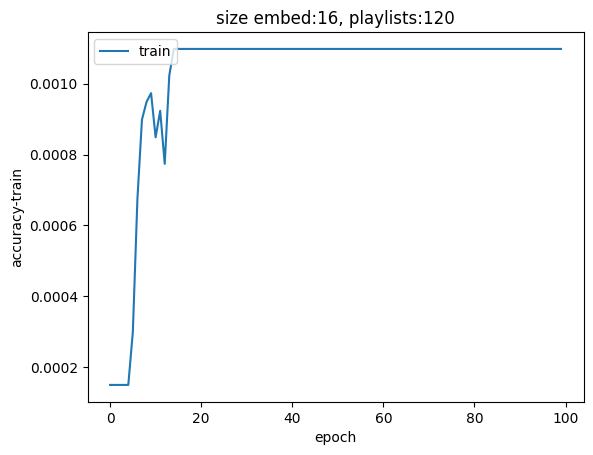 size embed:16, playlists:120
train
0.0010
0.0008
0.0006
0.0004
0.0002
accuracy-train
0 20 40 60 80 100
epoch